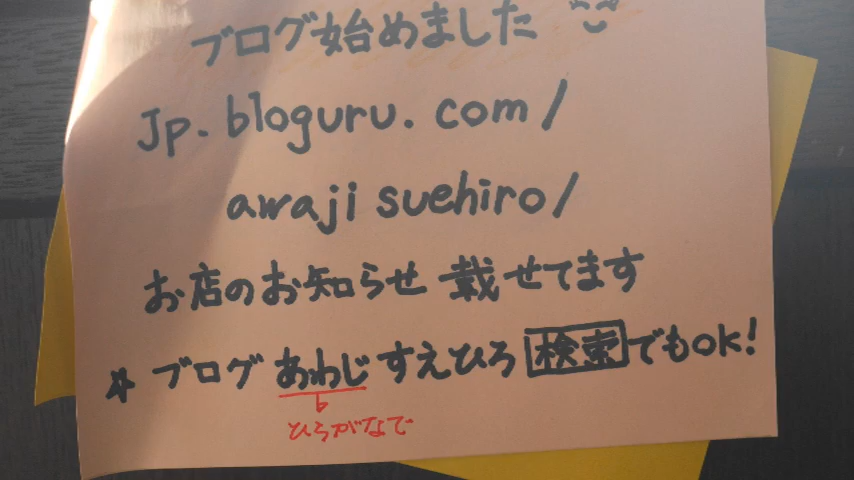 ブログ始めました
Jp.bloguru.com/
awajisuehiro/
お店のお知らせ 載せてます
☆ ブログ あわじすえひろ 検索でもOK!
ひらがなで